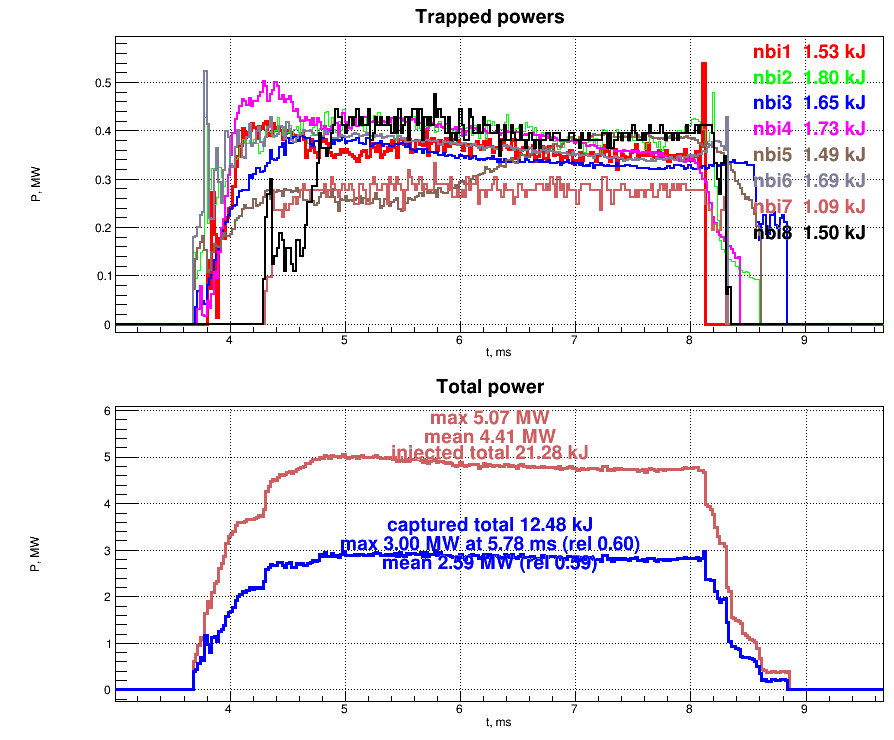 Trapped powers
nbi1 1.53 kJ
nbi2 1.80 kJ
nbi3 1.65 kJ
nbi4 1.73 kJ
nbi5 1.49 kJ
nbi6 1.69 kJ
nbi7 1.09 kJ
nbi8 1.50 kJ
P, MW
0.5
0.4
0.3
0.2
0.1
0
4 5 6 7 8 9
t, ms
Total power
max 5.07 MW
mean 4.41 MW
injected total 21.28 kJ
captured total 12.48 kJ
max 3.00 MW at 5.78 ms (rel 0.60)
mean 2.59 MW (rel 0.59)
P, MW
6
5
4
3
2
1
0
4 5 6 7 8 9
t, ms